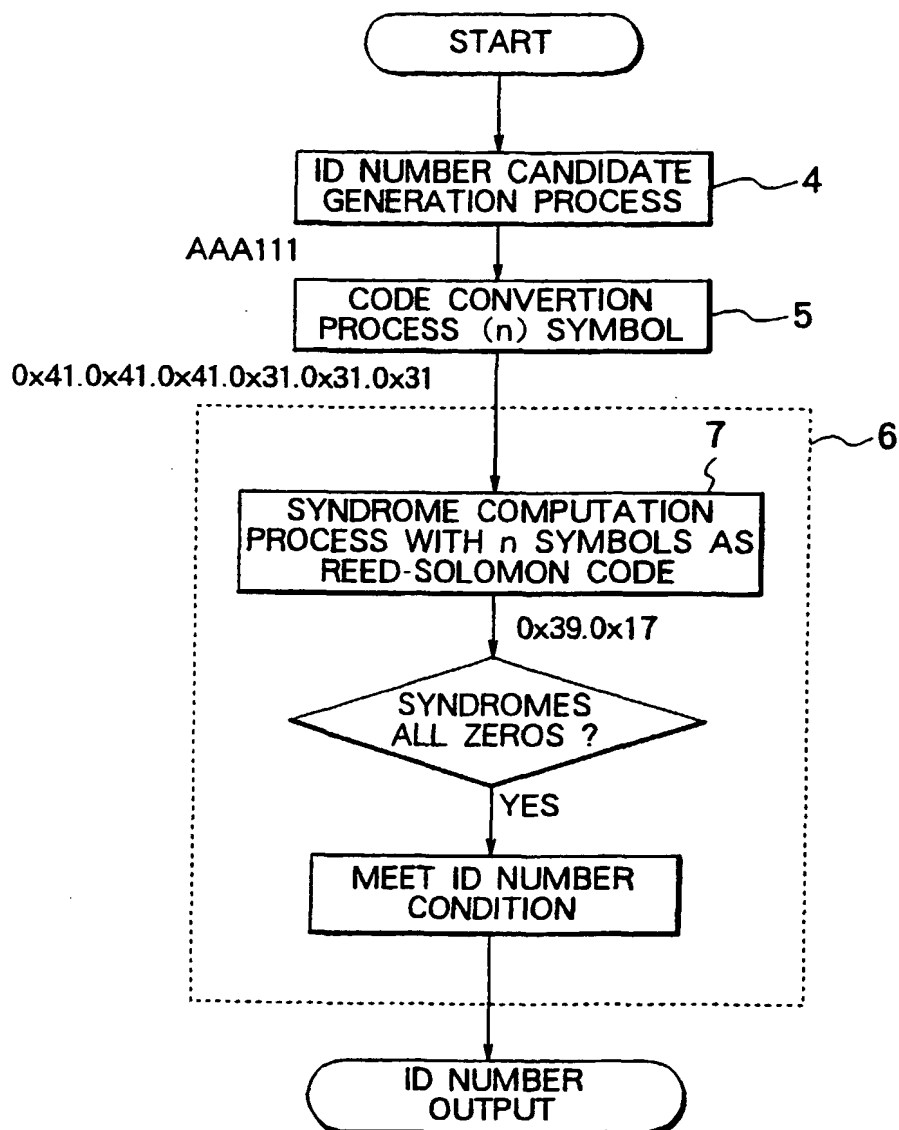 START
ID NUMBER CANDIDATE
GENERATION PROCESS
4
AAA111
CODE CONVERTION
PROCESS (n) SYMBOL
5
0x41.0x41.0x41.0x31.0x31.0x31
6
7
SYNDROME COMPUTATION
PROCESS WITH n SYMBOLS AS
REED-SOLOMON CODE
0x39.0x17
SYNDROMES
ALL ZEROS ?
YES
MEET ID NUMBER
CONDITION
ID NUMBER
OUTPUT